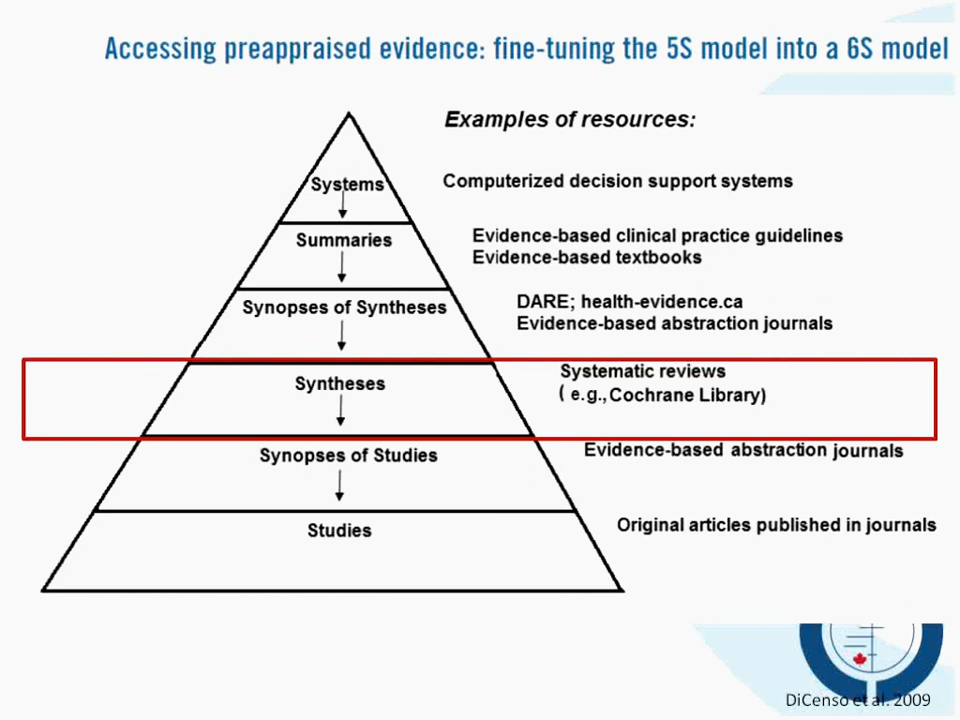 Accessing preappraised evidence: fine-tuning the 5S model into a 6S model
Examples of resources:
Systems
Computerized decision support systems
Summaries
Evidence-based clinical practice guidelines
Evidence-based textbooks
Synopses of Syntheses
DARE; health-evidence.ca
Evidence-based abstraction journals
Syntheses
Systematic reviews
( e.g., Cochrane Library)
Synopses of Studies
Evidence-based abstraction journals
Studies
Original articles published in journals
DiCenso et al. 2009